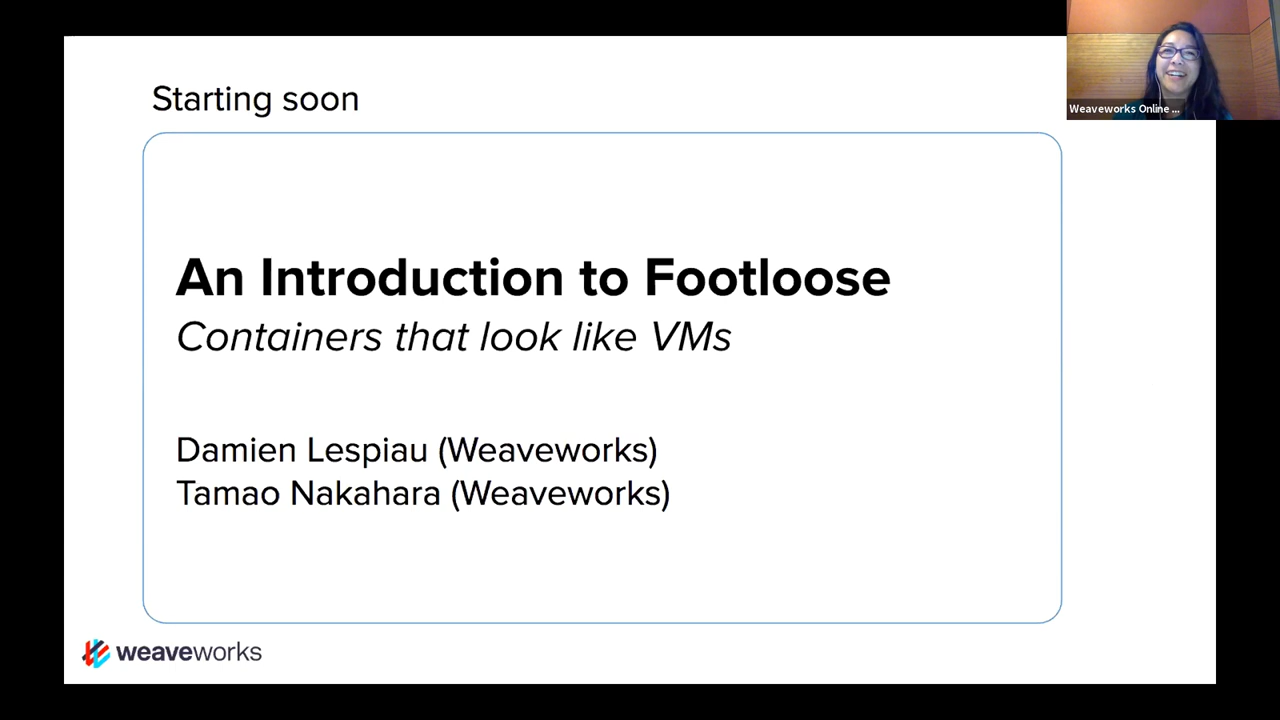 Starting soon
Weaveworks Online ...
An Introduction to Footloose
Containers that look like VMs
Damien Lespiau (Weaveworks)
Tamao Nakahara (Weaveworks)
weaveworks